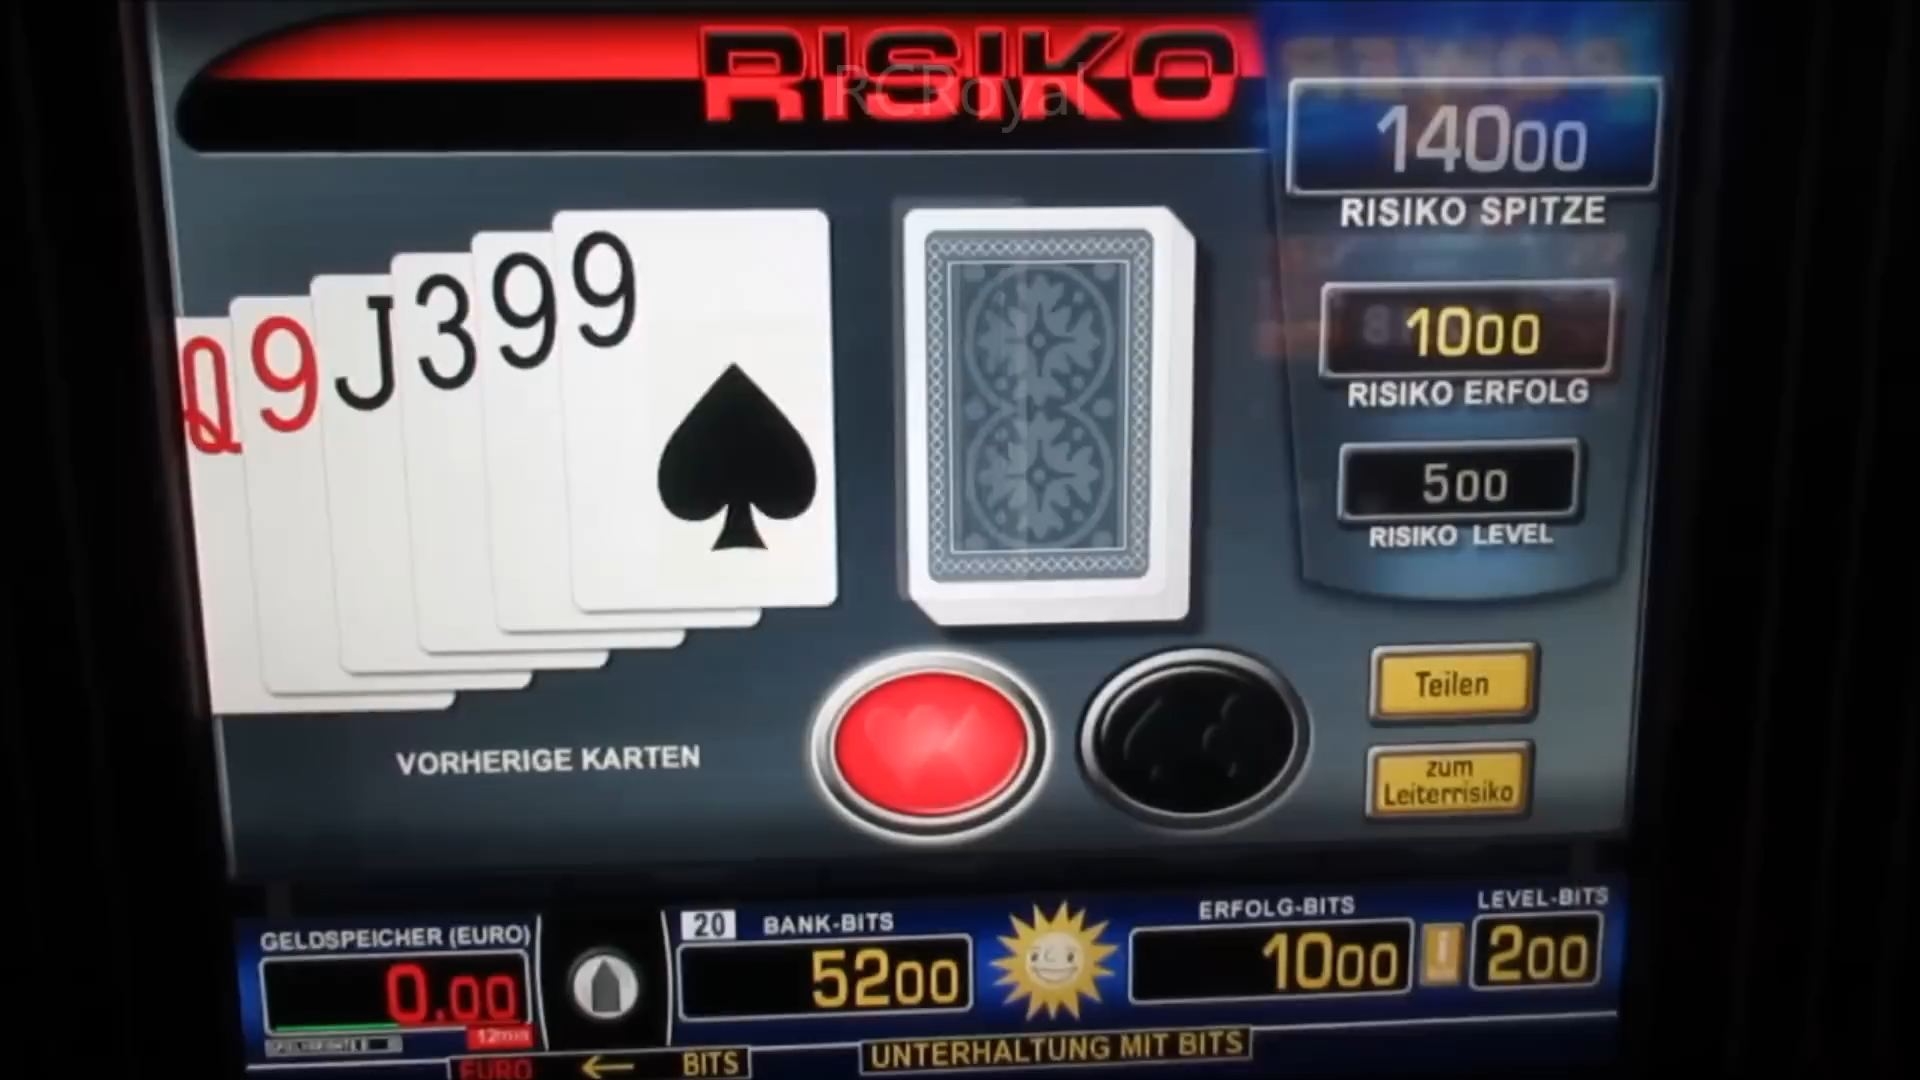 RISIKO
RCRoyal
14000
RISIKO SPITZE
Q 9 J 3 9 9
1000
RISIKO ERFOLG
500
RISIKO LEVEL
Teilen
VORHERIGE KARTEN
zum
Leiterrisiko
GELDSPEICHER (EURO)
0.00
12min
20 BANK-BITS
5200
ERFOLG-BITS
1000
LEVEL-BITS
200
EURO ← BITS
UNTERHALTUNG MIT BITS